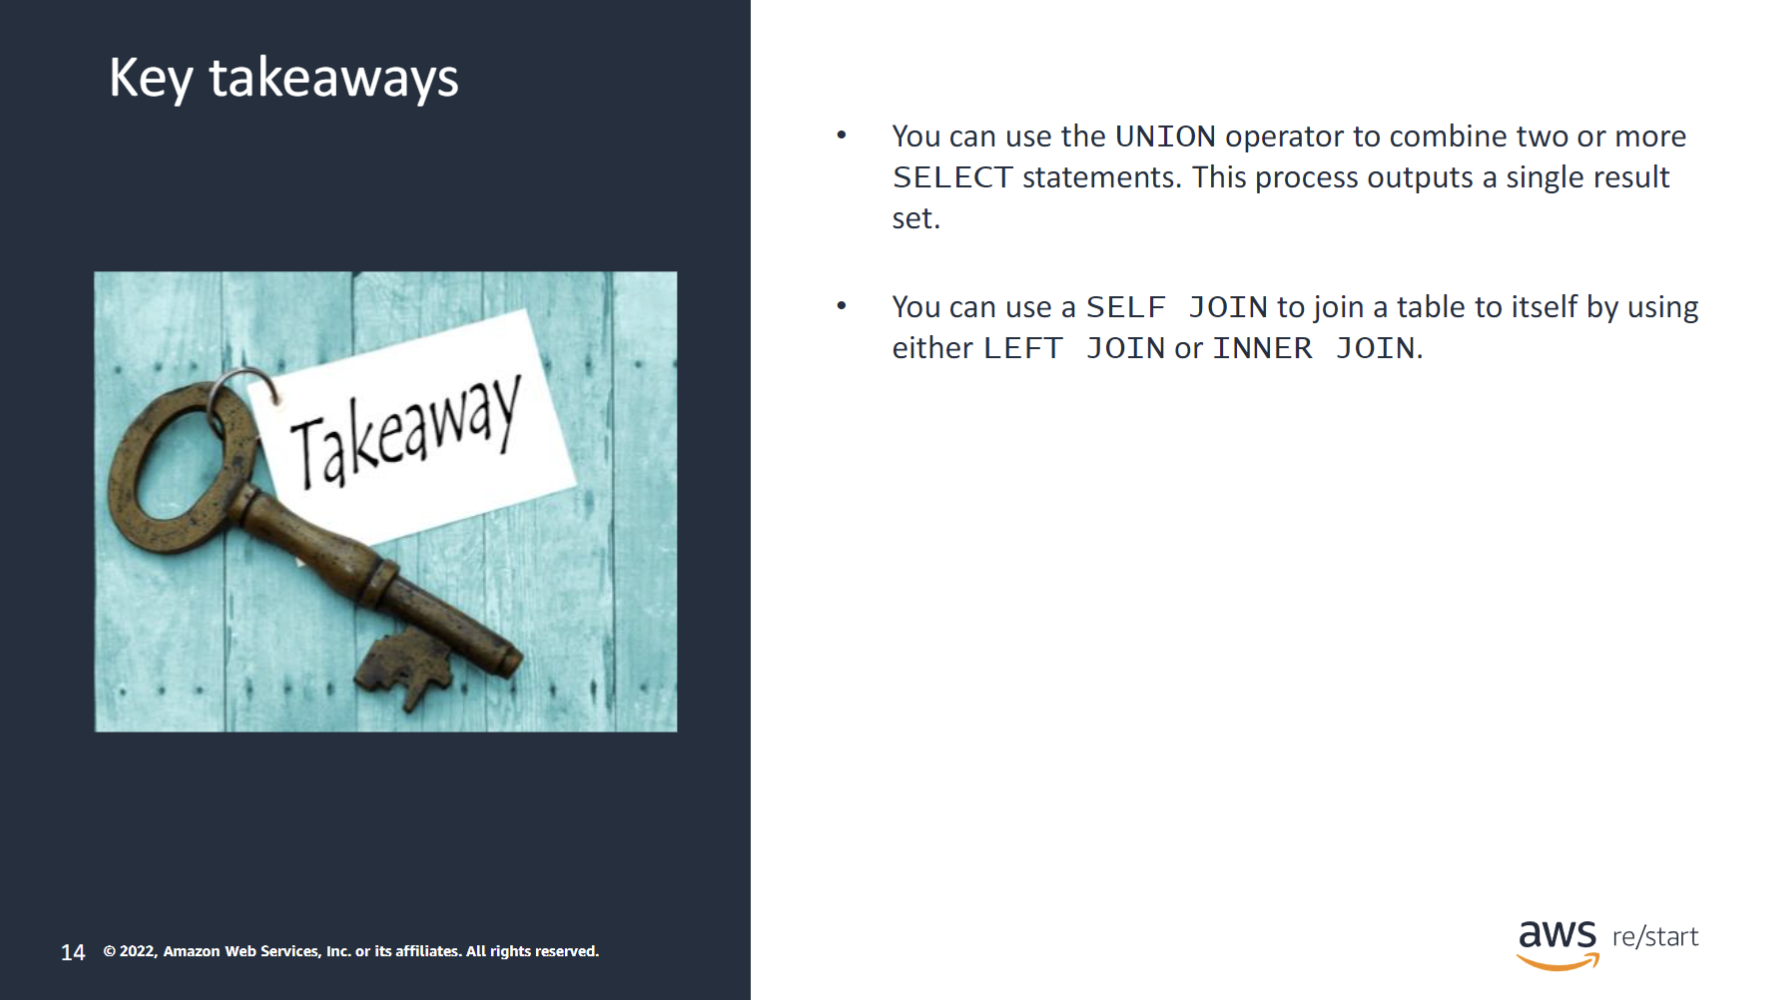 Key takeaways
Takeaway
• You can use the UNION operator to combine two or more
SELECT statements. This process outputs a single result
set.
• You can use a SELF JOIN to join a table to itself by using
either LEFT JOIN or INNER JOIN.
14 © 2022, Amazon Web Services, Inc. or its affiliates. All rights reserved.
aws re/start